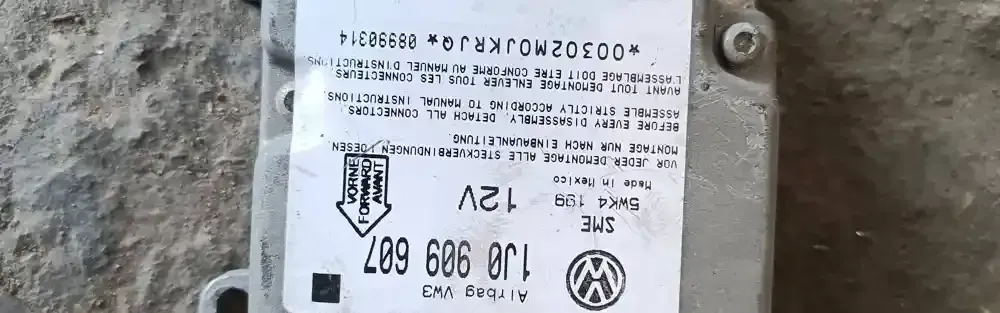 Airbag VW3
1J0 909 607
SME
5WK4 199 12V
Made in Mexico
VORNE
FORWARD
AVANT
VOR JEDER DEMONTAGE ALLE STECKVERBINDUNGEN LOESEN.
MONTAGE NUR NACH EINBAUANLEITUNG.
BEFORE EVERY DISASSEMBLY, DETACH ALL CONNECTORS.
ASSEMBLE STRICTLY ACCORDING TO MANUAL INSTRUCTIONS.
AVANT TOUT DEMONTAGE ENLEVER TOUS LES CONNECTEURS.
L'ASSEMBLAGE DOIT ETRE CONFORME AU MANUEL D'INSTRUCTIONS.
*00302M0JKRJQ* 08990314